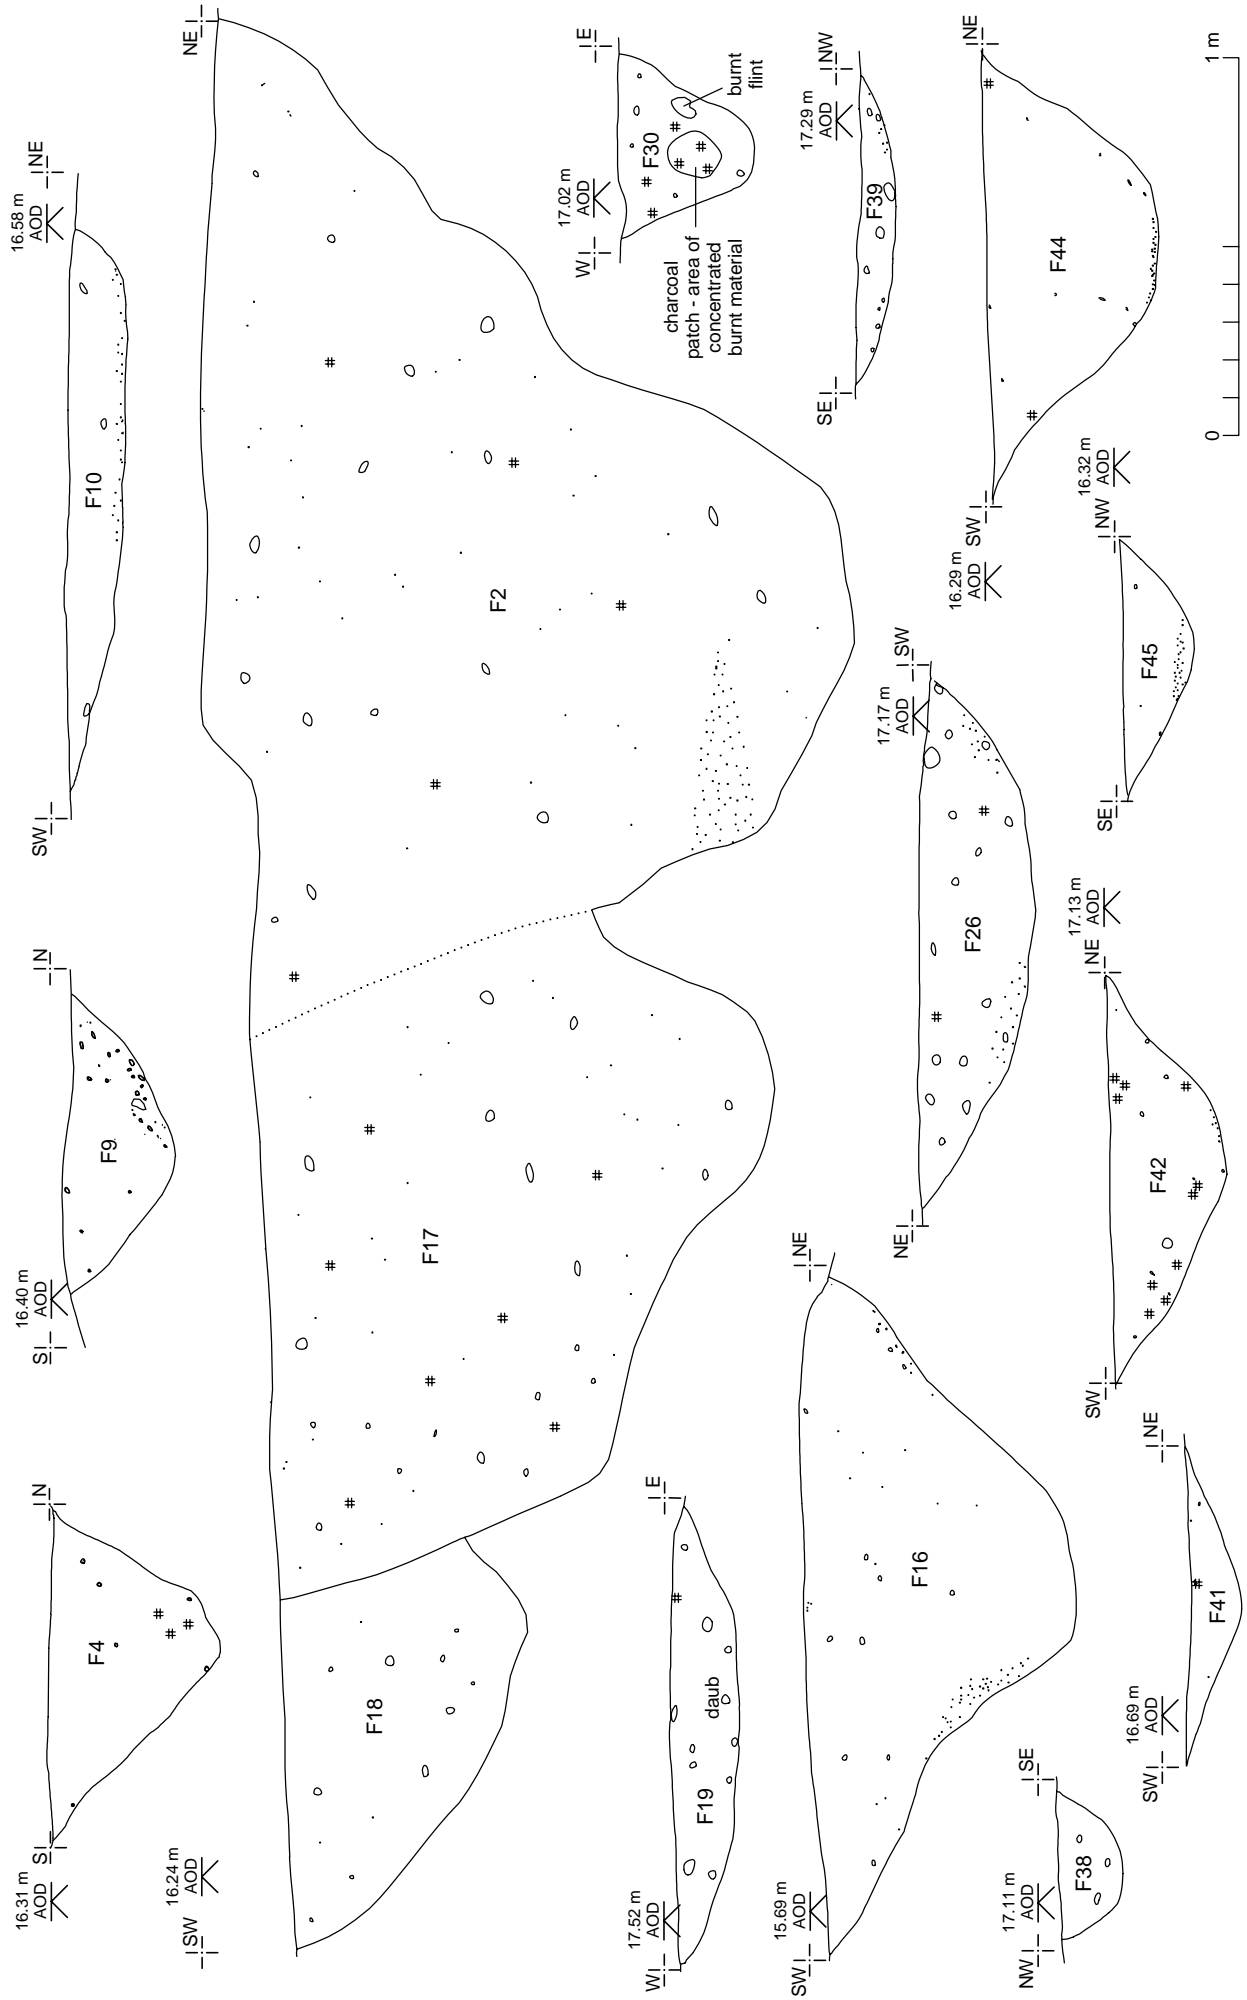 S
N
16.31 m
AOD
F4
S
N
16.40 m
AOD
F9
SW
NE
16.58 m
AOD
F10
SW
NE
16.24 m
AOD
F18
F17
F2
W
E
17.52 m
AOD
F19
daub
W
E
17.02 m
AOD
F30
burnt
flint
charcoal
patch - area of
concentrated
burnt material
SW
NE
15.69 m
AOD
F16
NE
SW
17.17 m
AOD
F26
SE
NW
17.29 m
AOD
F39
NW
SE
17.11 m
AOD
F38
SW
NE
16.69 m
AOD
F41
SW
NE
17.13 m
AOD
F42
SE
NW
16.32 m
AOD
F45
SW
NE
16.29 m
AOD
F44
0
1 m